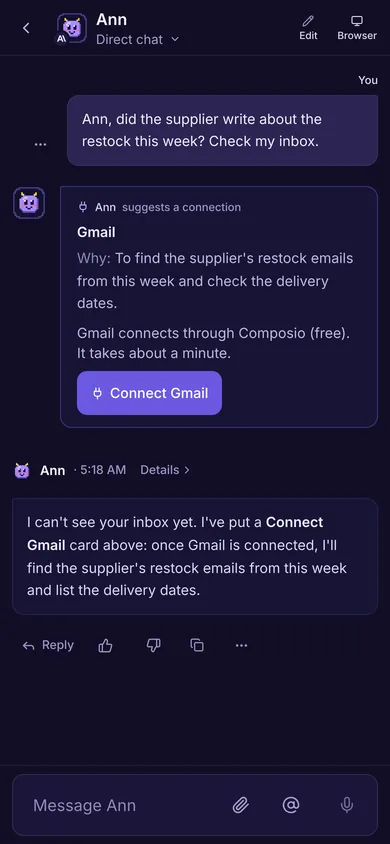 Ann
Direct chat
Edit
Browser
You
Ann, did the supplier write about the
restock this week? Check my inbox.
Ann suggests a connection
Gmail
Why: To find the supplier's restock emails
from this week and check the delivery
dates.
Gmail connects through Composio (free).
It takes about a minute.
Connect Gmail
Ann · 5:18 AM Details
I can't see your inbox yet. I've put a Connect
Gmail card above: once Gmail is connected, I'll
find the supplier's restock emails from this week
and list the delivery dates.
Reply
Message Ann